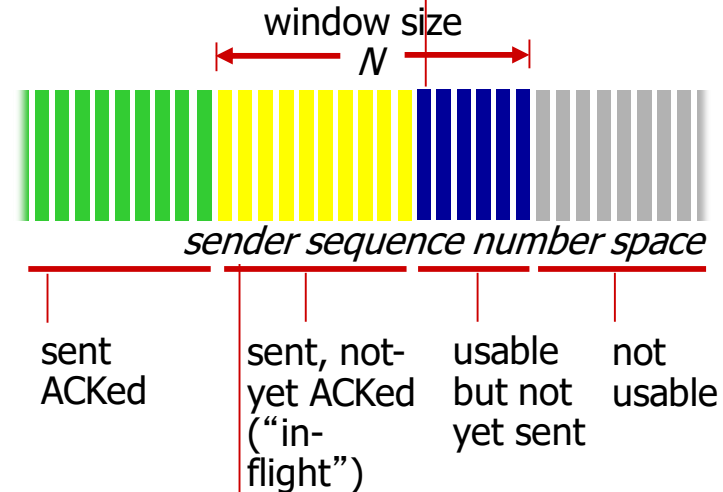 window size
N
sender sequence number space
sent
ACKed
sent, not-
yet ACKed
(“in-
flight”)
usable
but not
yet sent
not
usable